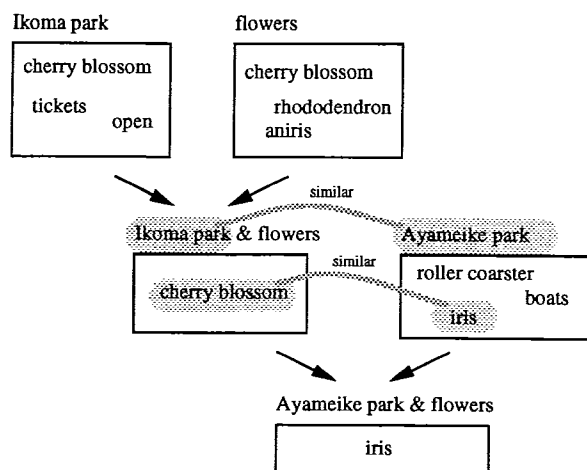 Ikoma park
flowers
cherry blossom
tickets
open
cherry blossom
rhododendron
aniris
similar
Ikoma park & flowers
Ayameike park
similar
cherry blossom
roller coarster
boats
iris
Ayameike park & flowers
iris